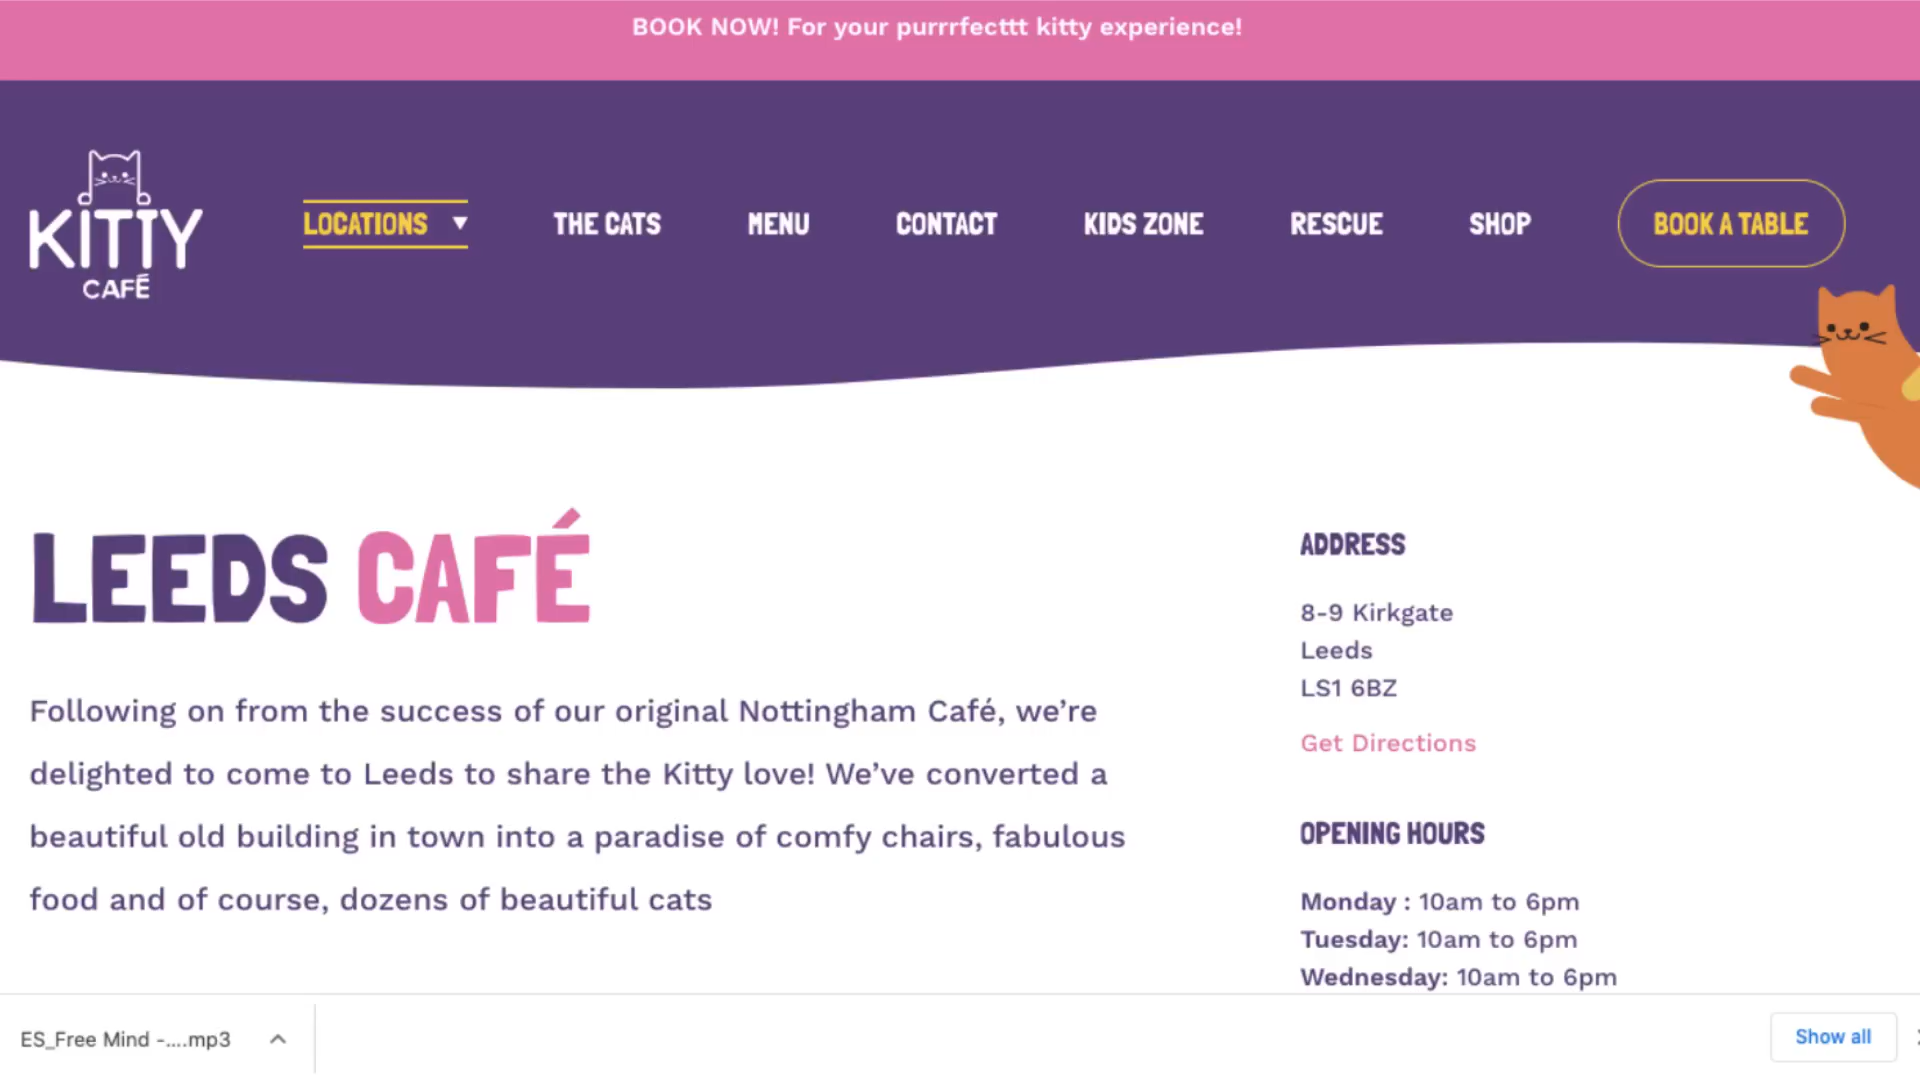 BOOK NOW! For your purrrfecttt kitty experience!
KITTY
CAFÉ
LOCATIONS ▼
THE CATS
MENU
CONTACT
KIDS ZONE
RESCUE
SHOP
BOOK A TABLE
LEEDS CAFÉ
Following on from the success of our original Nottingham Café, we’re
delighted to come to Leeds to share the Kitty love! We’ve converted a
beautiful old building in town into a paradise of comfy chairs, fabulous
food and of course, dozens of beautiful cats
ADDRESS
8-9 Kirkgate
Leeds
LS1 6BZ
Get Directions
OPENING HOURS
Monday : 10am to 6pm
Tuesday: 10am to 6pm
Wednesday: 10am to 6pm
ES_Free Mind -....mp3
Show all